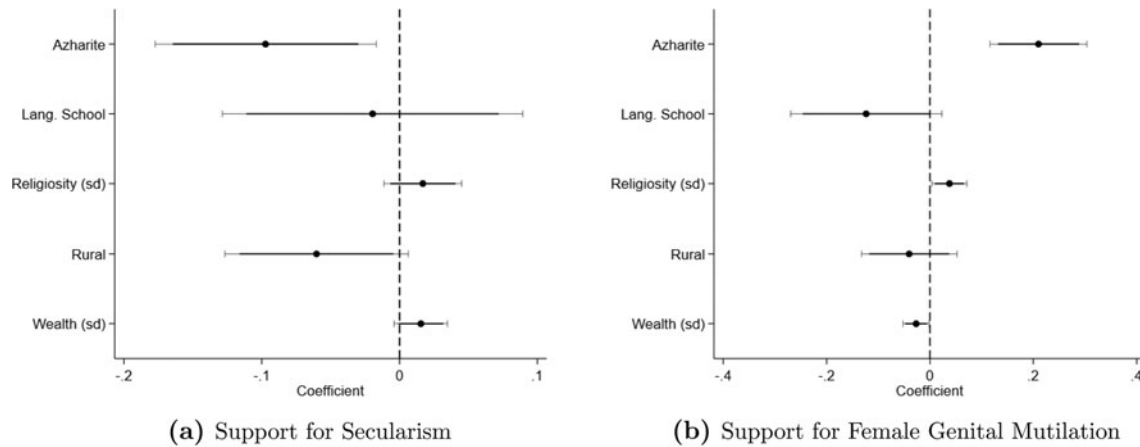 Azharite
Lang. School
Religiosity (sd)
Rural
Wealth (sd)
-.2 -.1 0 .1
Coefficient
(a) Support for Secularism
Azharite
Lang. School
Religiosity (sd)
Rural
Wealth (sd)
-.4 -.2 0 .2 .4
Coefficient
(b) Support for Female Genital Mutilation